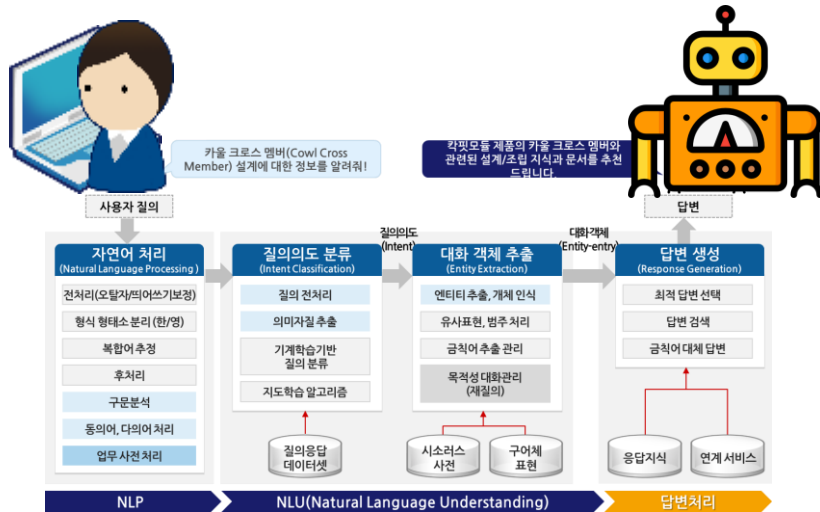 카울 크로스 멤버(Cowl Cross
Member) 설계에 대한 정보를 알려줘!
칵핏모듈 제품의 카울 크로스 멤버와
관련된 설계/조립 지식과 문서를 추천
드립니다.
사용자 질의
답변
질의의도
(Intent)
대화객체
(Entity-entry)
자연어 처리
(Natural Language Processing )
전처리(오탈자/띄어쓰기보정)
형식 형태소 분리 (한/영)
복합어 추정
후처리
구문분석
동의어, 다의어 처리
업무 사전 처리
질의의도 분류
(Intent Classification)
질의 전처리
의미자질 추출
기계학습기반
질의 분류
지도학습 알고리즘
질의응답
데이터셋
대화 객체 추출
(Entity Extraction)
엔티티 추출, 개체 인식
유사표현, 범주 처리
금칙어 추출 관리
목적성 대화관리
(재질의)
시소러스
사전
구어체
표현
답변 생성
(Response Generation)
최적 답변 선택
답변 검색
금칙어 대체 답변
응답지식
연계 서비스
NLP
NLU(Natural Language Understanding)
답변처리